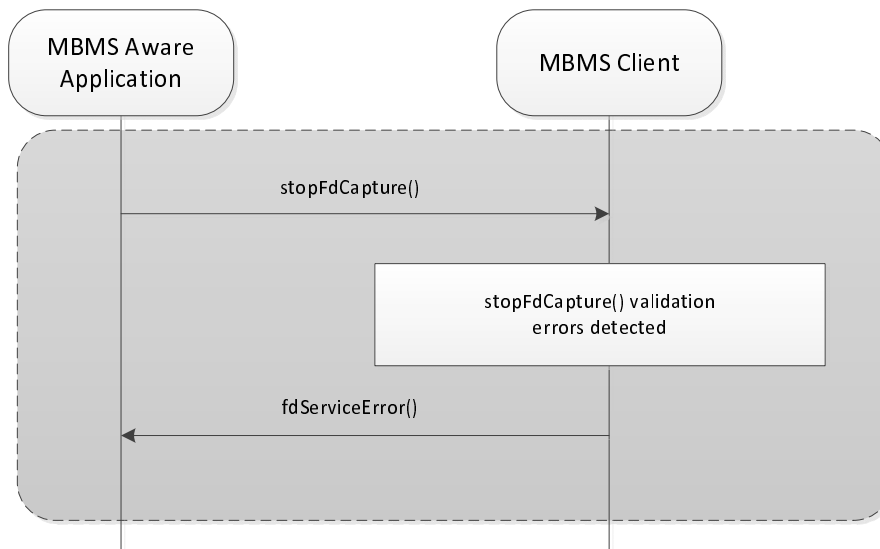 MBMS Aware
Application
MBMS Client
stopFdCapture()
stopFdCapture() validation
errors detected
fdServiceError()